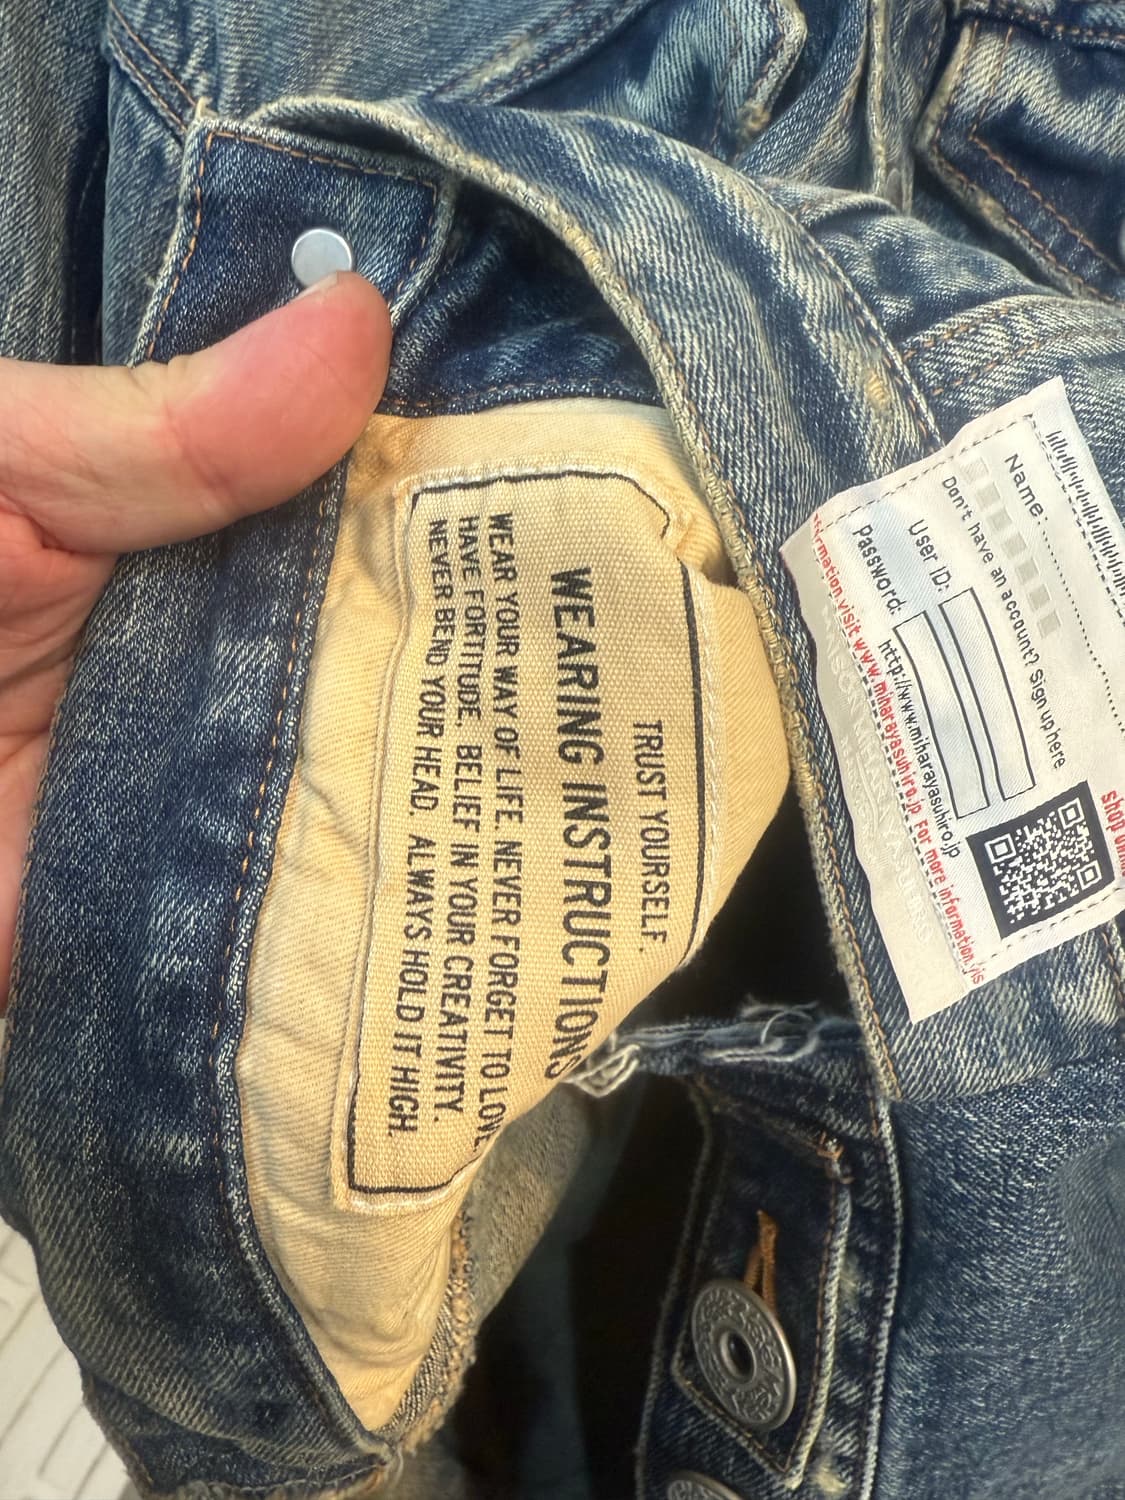 TRUST YOURSELF.
WEARING INSTRUCTIONS
WEAR YOUR WAY OF LIFE. NEVER FORGET TO LOVE
HAVE FORTITUDE. BELIEF IN YOUR CREATIVITY.
NEVER BEND YOUR HEAD. ALWAYS HOLD IT HIGH.
shop
Name:
Don't have an account? Sign up here.
User ID:
Password:
http://www.miharayasuhiro.jp
visit www.miharayasuhiro.jp For more information,